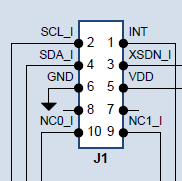 SCL_I 2 1 INT
SDA_I 4 3 XSDN_I
GND 6 5 VDD
8 7
NC0_I 10 9 NC1_I
J1